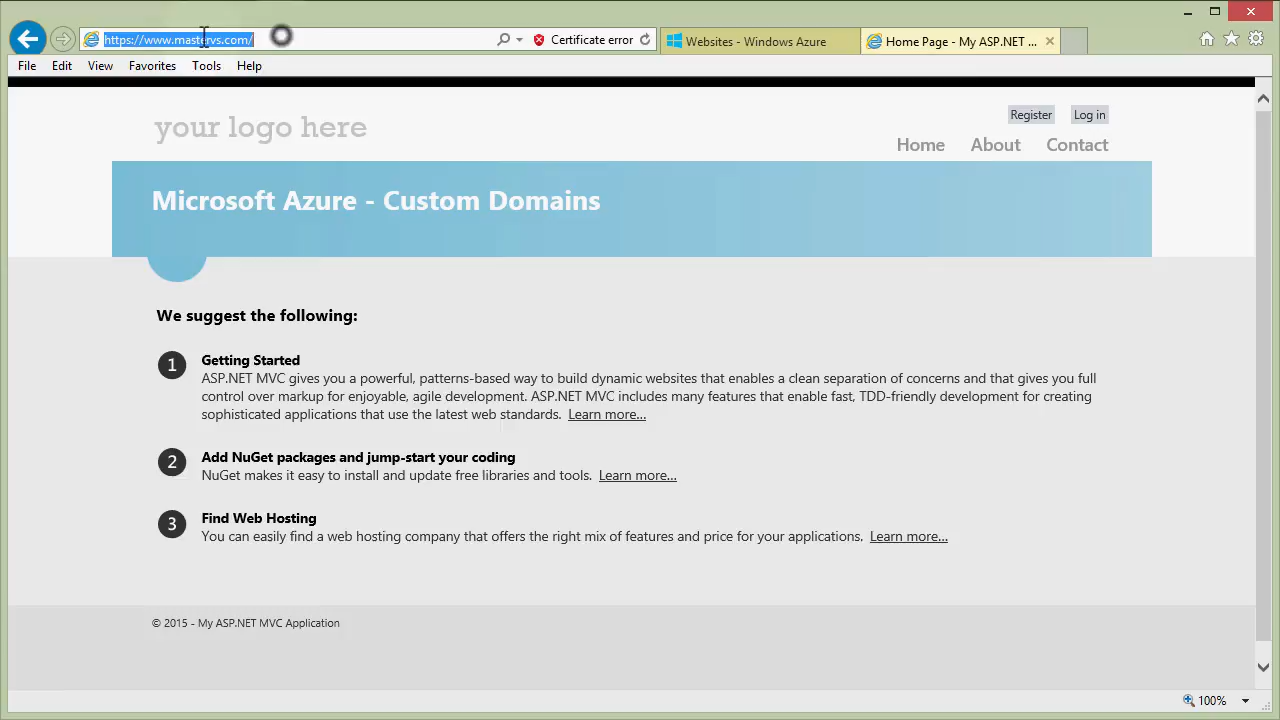 https://www.mastervs.com/
Certificate error
Websites - Windows Azure
Home Page - My ASP.NET ...
File Edit View Favorites Tools Help
your logo here
Register Log in
Home About Contact
Microsoft Azure - Custom Domains
We suggest the following:
1 Getting Started
ASP.NET MVC gives you a powerful, patterns-based way to build dynamic websites that enables a clean separation of concerns and that gives you full
control over markup for enjoyable, agile development. ASP.NET MVC includes many features that enable fast, TDD-friendly development for creating
sophisticated applications that use the latest web standards. Learn more...
2 Add NuGet packages and jump-start your coding
NuGet makes it easy to install and update free libraries and tools. Learn more...
3 Find Web Hosting
You can easily find a web hosting company that offers the right mix of features and price for your applications. Learn more...
© 2015 - My ASP.NET MVC Application
100%